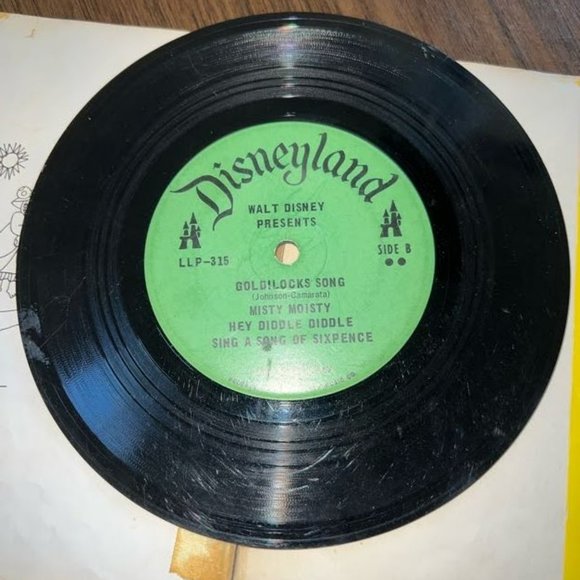 Disneyland
WALT DISNEY
PRESENTS
LLP-315
SIDE B
GOLDILOCKS SONG
(Johnson-Camarata)
MISTY MOISTY
HEY DIDDLE DIDDLE
SING A SONG OF SIXPENCE